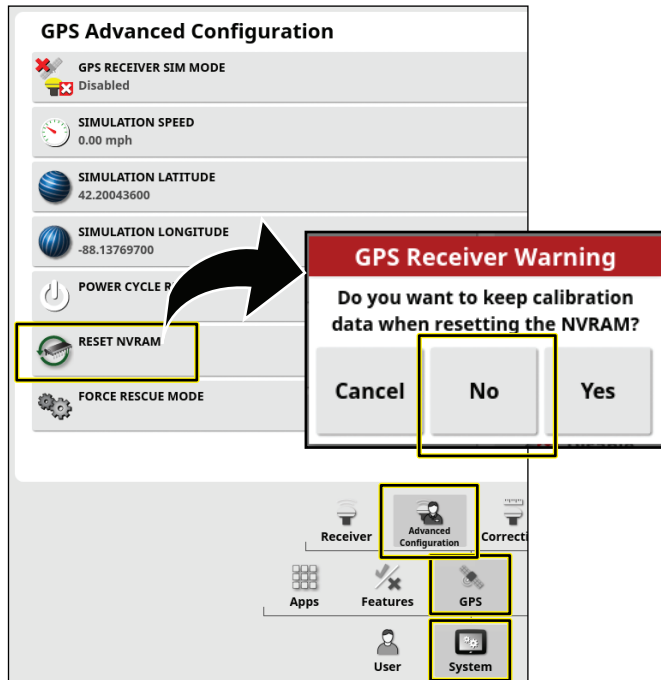 GPS Advanced Configuration
GPS RECEIVER SIM MODE
Disabled
SIMULATION SPEED
0.00 mph
SIMULATION LATITUDE
42.20043600
SIMULATION LONGITUDE
-88.13769700
POWER CYCLE
RESET NVRAM
FORCE RESCUE MODE
GPS Receiver Warning
Do you want to keep calibration
data when resetting the NVRAM?
Cancel No Yes
Receiver
Advanced
Configuration
Correcti
Apps Features GPS
User System